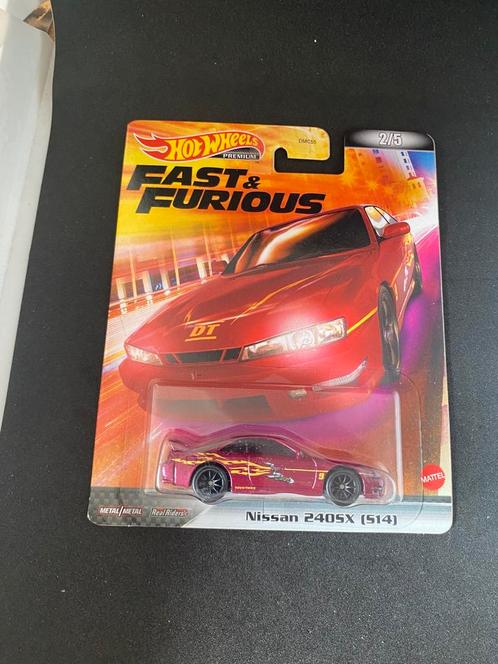 Hot Wheels
PREMIUM
DMC55
2/5
FAST &
FURIOUS
DT
MATTEL
METAL/METAL
Real Riders
Nissan 240SX (S14)